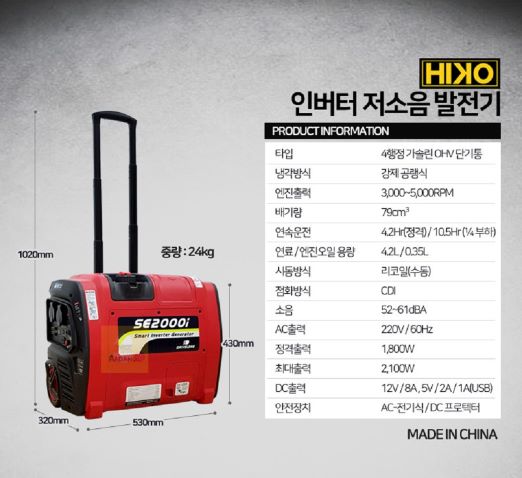 HIKO
인버터 저소음 발전기
PRODUCT INFORMATION
타입 4행정 가솔린 OHV 단기통
냉각방식 강제 공랭식
엔진출력 3,000~5,000RPM
배기량 79cm³
연속운전 4.2Hr(정격) / 10.5Hr (¼ 부하)
연료 / 엔진오일 용량 4.2L / 0.35L
시동방식 리코일(수동)
점화방식 CDI
소음 52~61dBA
AC출력 220V / 60Hz
정격출력 1,800W
최대출력 2,100W
DC출력 12V / 8A , 5V / 2A / 1A(USB)
안전장치 AC-전기식 / DC 프로텍터
MADE IN CHINA
1020mm
중량 : 24kg
SE2000i
Smart Inverter Generator
430mm
320mm
530mm